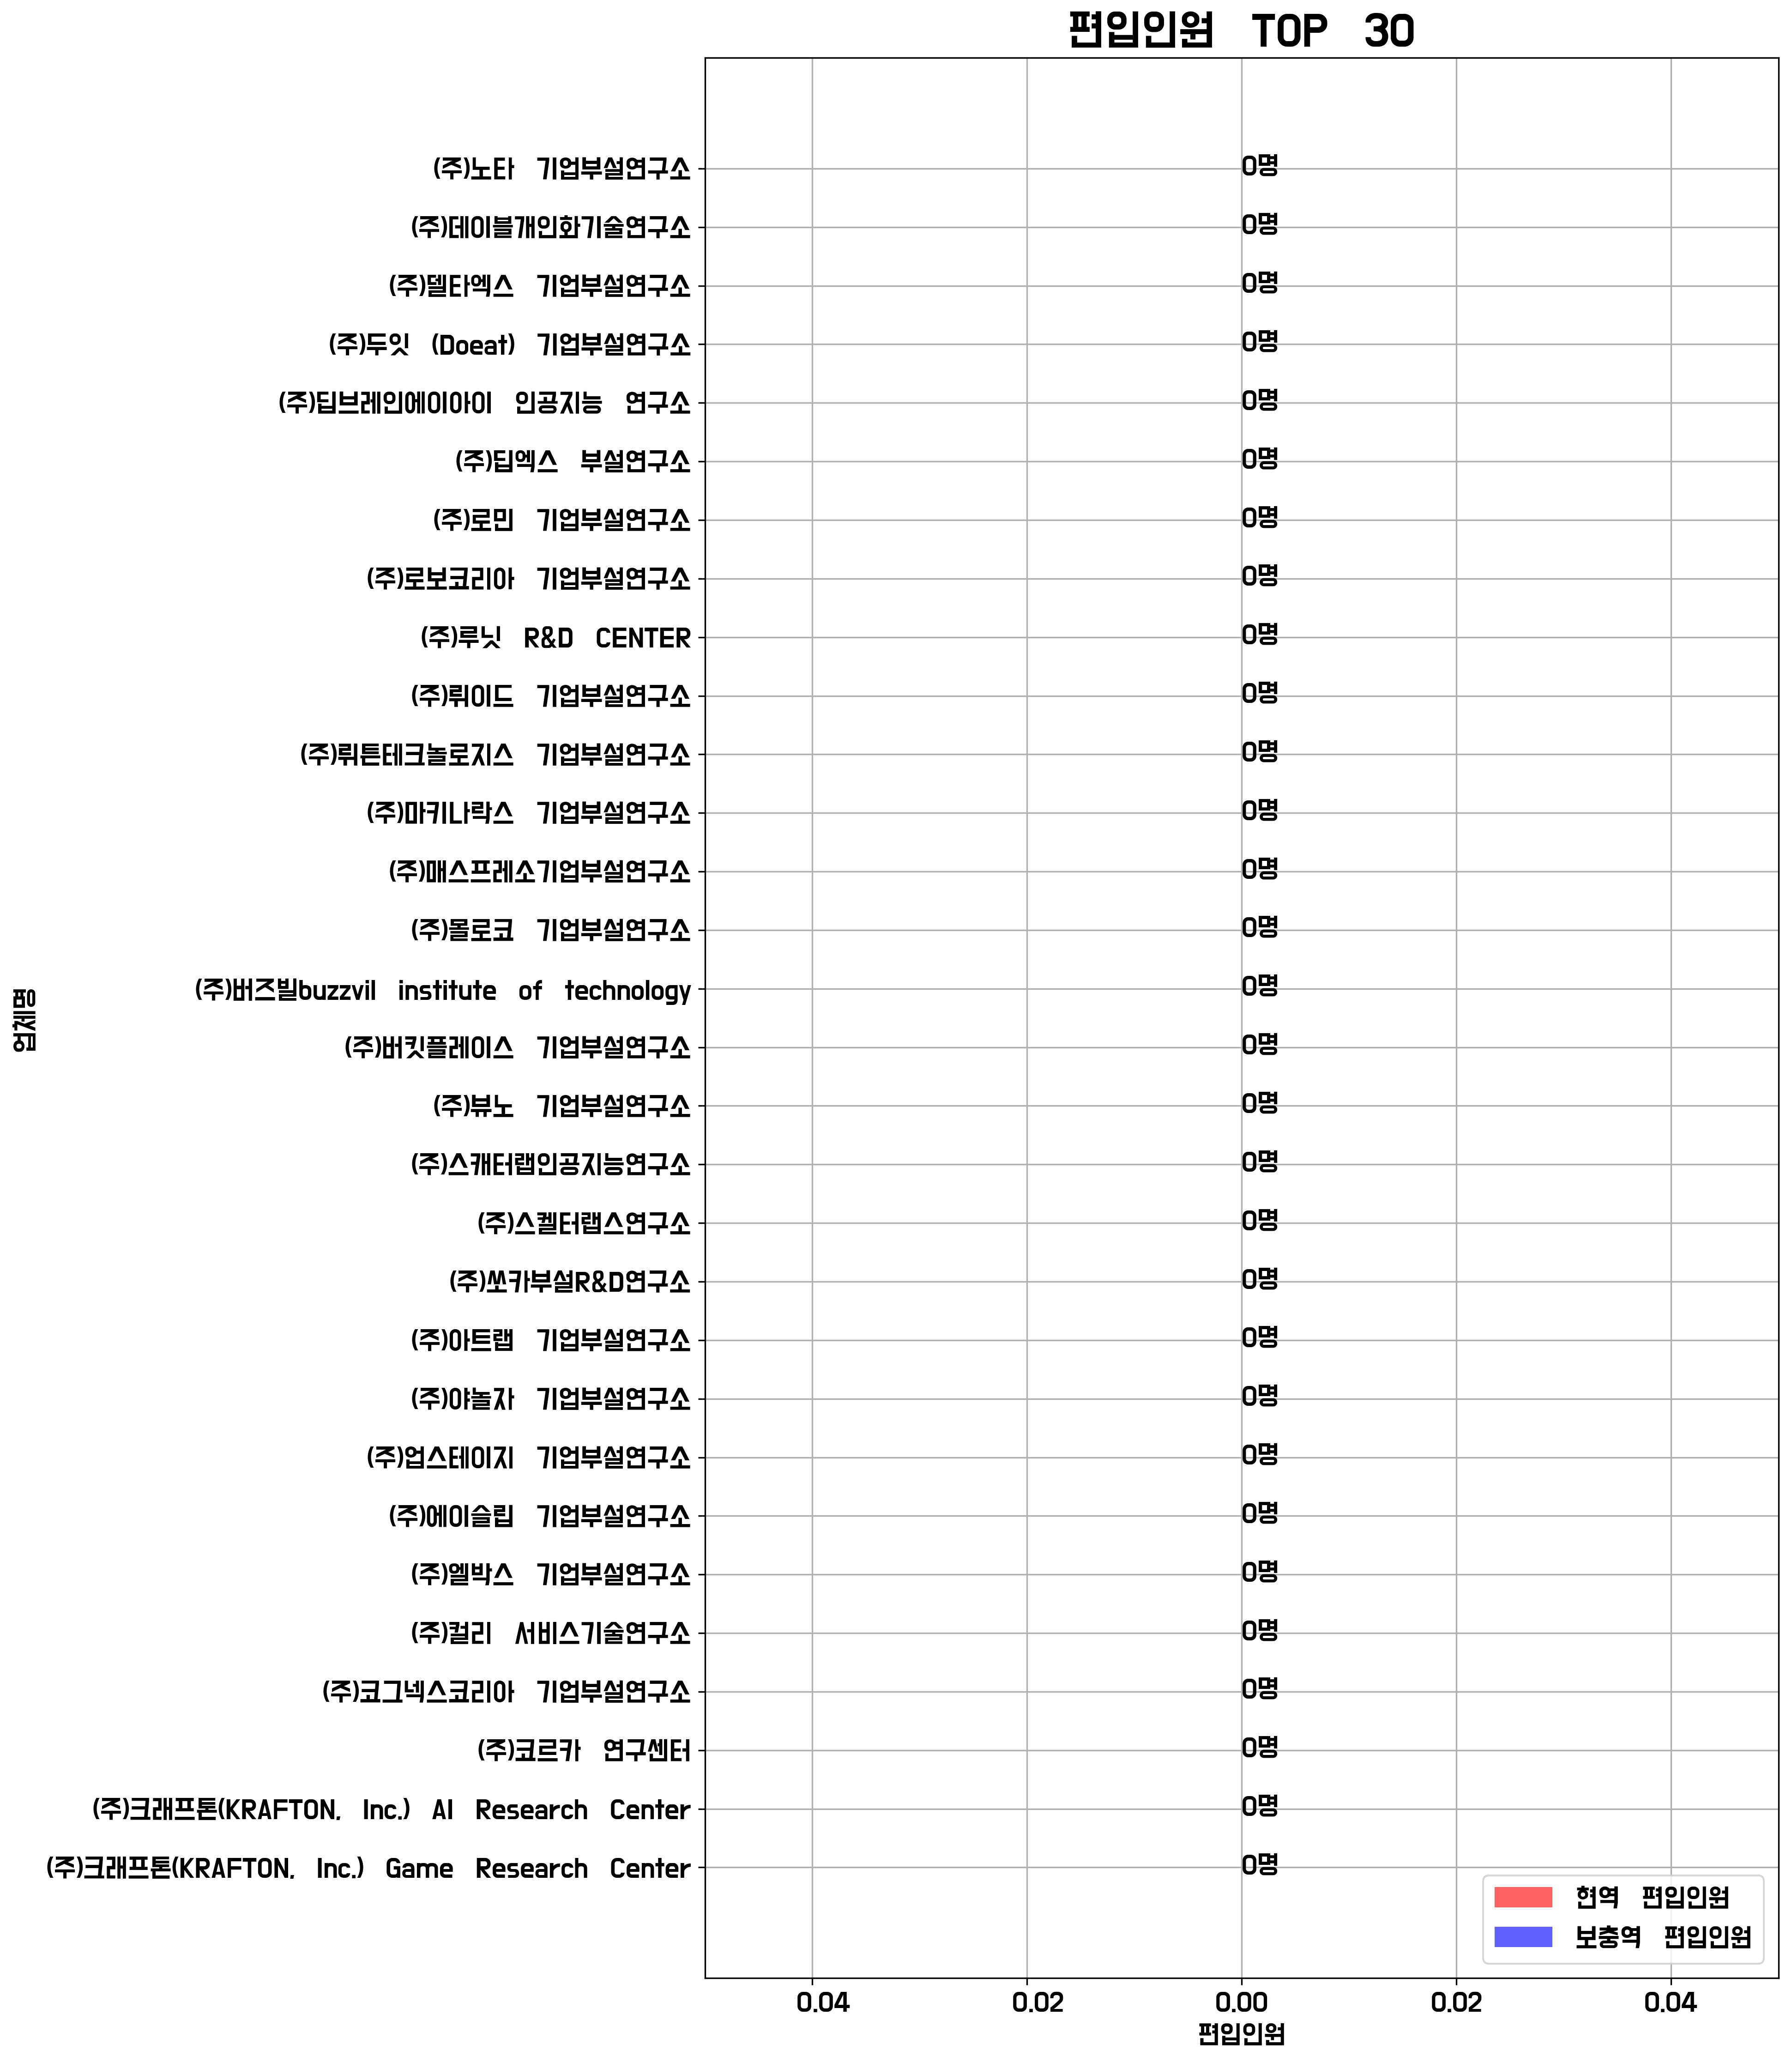 편입인원 TOP 30
(주)노타 기업부설연구소 0명
(주)데이블개인화기술연구소 0명
(주)델타엑스 기업부설연구소 0명
(주)두잇 (Doeat) 기업부설연구소 0명
(주)딥브레인에이아이 인공지능 연구소 0명
(주)딥엑스 부설연구소 0명
(주)로민 기업부설연구소 0명
(주)로보코리아 기업부설연구소 0명
(주)루닛 R&D CENTER 0명
(주)뤼이드 기업부설연구소 0명
(주)뤼튼테크놀로지스 기업부설연구소 0명
(주)마키나락스 기업부설연구소 0명
(주)매스프레소기업부설연구소 0명
(주)몰로코 기업부설연구소 0명
(주)버즈빌buzzvil institute of technology 0명
(주)버킷플레이스 기업부설연구소 0명
(주)뷰노 기업부설연구소 0명
(주)스캐터랩인공지능연구소 0명
(주)스켈터랩스연구소 0명
(주)쏘카부설R&D연구소 0명
(주)아트랩 기업부설연구소 0명
(주)야놀자 기업부설연구소 0명
(주)업스테이지 기업부설연구소 0명
(주)에이슬립 기업부설연구소 0명
(주)엘박스 기업부설연구소 0명
(주)컬리 서비스기술연구소 0명
(주)코그넥스코리아 기업부설연구소 0명
(주)코르카 연구센터 0명
(주)크래프톤(KRAFTON, Inc.) AI Research Center 0명
(주)크래프톤(KRAFTON, Inc.) Game Research Center 0명
업체명
현역 편입인원
보충역 편입인원
0.04 0.02 0.00 0.02 0.04
편입인원